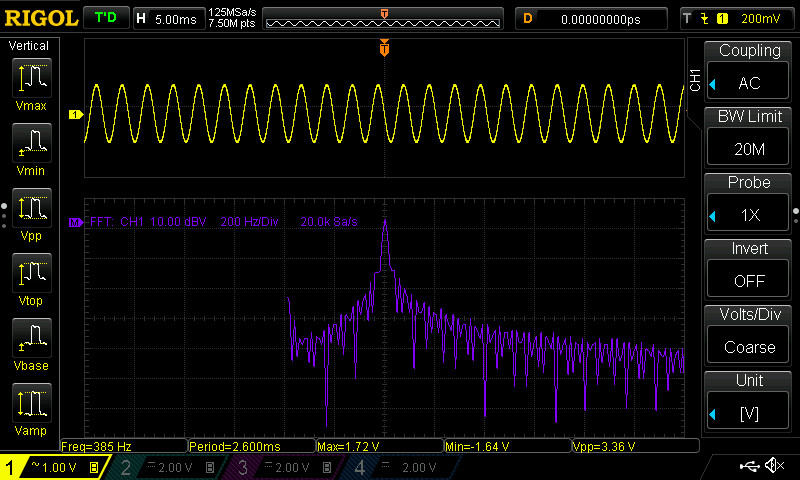 RIGOL T'D H 5.00ms 125MSa/s 7.50M pts T D 0.00000000ps T 1 200mV
Vertical
Vmax
Vmin
Vpp
Vtop
Vbase
Vamp
T
1
M FFT: CH1 10.00 dBV 200 Hz/Div 20.0k Sa/s
CH1
Coupling
AC
BW Limit
20M
Probe
1X
Invert
OFF
Volts/Div
Coarse
Unit
[V]
Freq=385 Hz Period=2.600ms Max=1.72 V Min=-1.64 V Vpp=3.36 V
1 ~ 1.00 V B 2 2.00 V B 3 2.00 V B 4 2.00 V